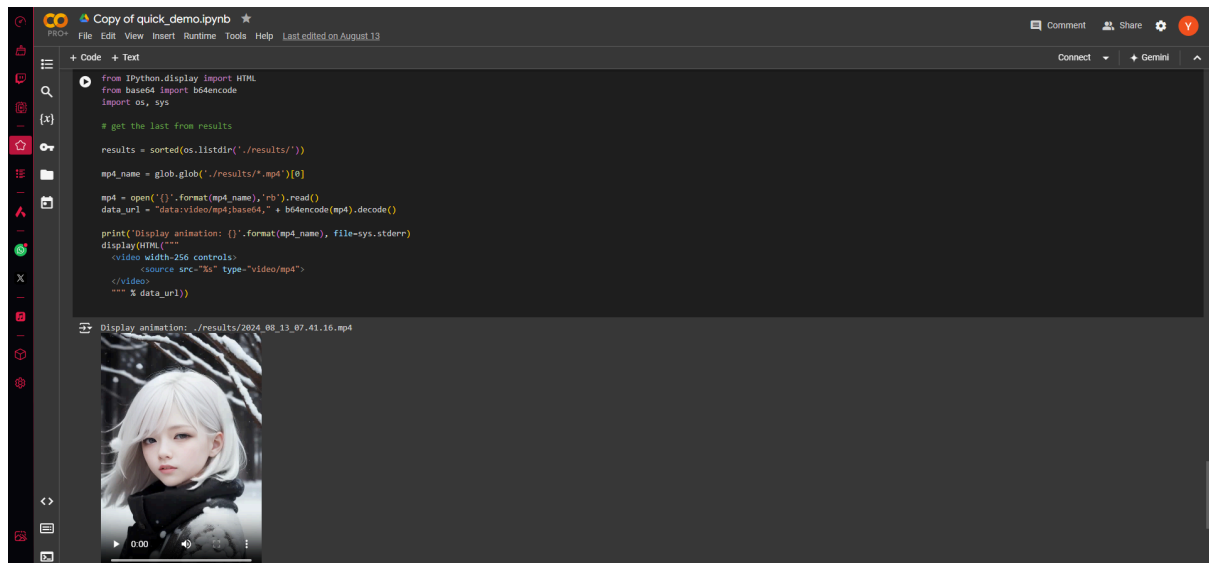 Copy of quick_demo.ipynb
PRO+
File Edit View Insert Runtime Tools Help Last edited on August 13
Comment Share Y
+ Code + Text
Connect Gemini
from IPython.display import HTML
from base64 import b64encode
import os, sys
# get the last from results
results = sorted(os.listdir('./results/'))
mp4_name = glob.glob('./results/*.mp4')[0]
mp4 = open('{}'.format(mp4_name),'rb').read()
data_url = "data:video/mp4;base64," + b64encode(mp4).decode()
print('Display animation: {}'.format(mp4_name), file=sys.stderr)
display(HTML("""
<video width=256 controls>
<source src="%s" type="video/mp4">
</video>
""" % data_url))
Display animation: ./results/2024_08_13_07.41.16.mp4
0:00